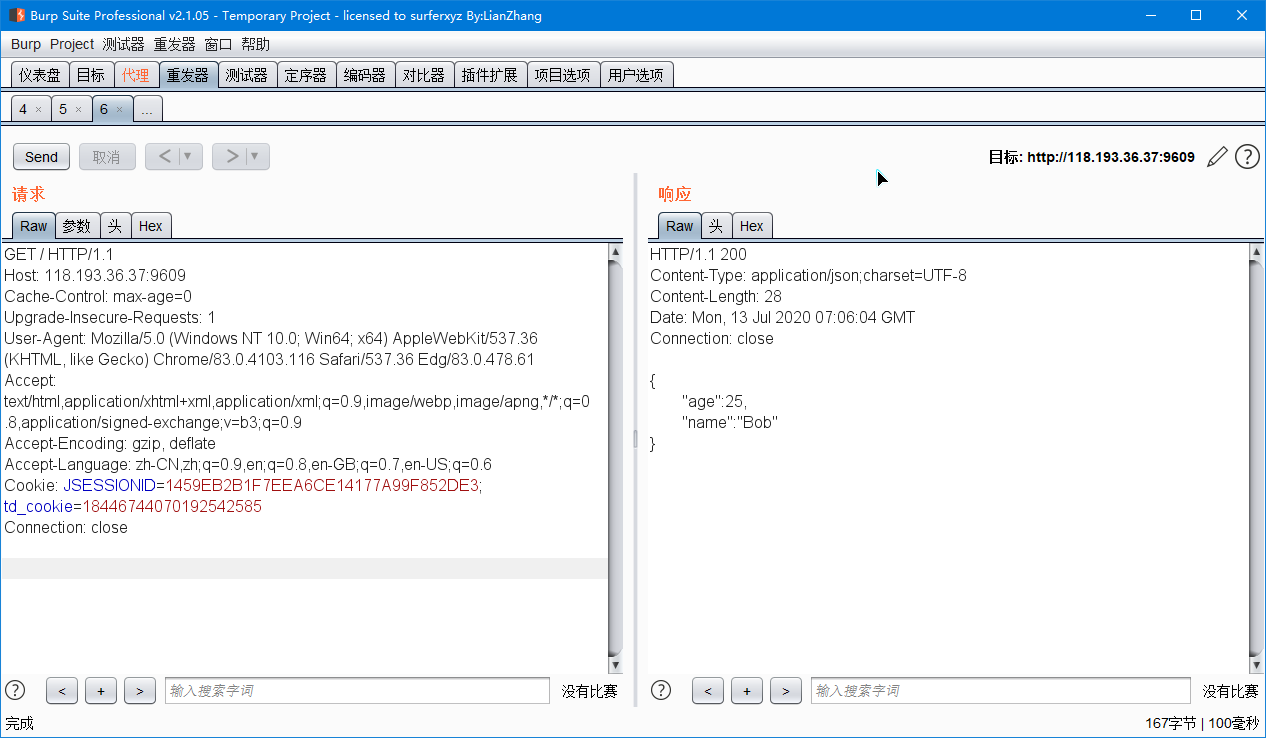 Burp Suite Professional v2.1.05 - Temporary Project - licensed to surferxyz By:LianZhang
Burp Project 测试器 重发器 窗口 帮助
仪表盘 目标 代理 重发器 测试器 定序器 编码器 对比器 插件扩展 项目选项 用户选项
4 × 5 × 6 × ...
Send 取消 < ▼ > ▼ 目标: http://118.193.36.37:9609 ?
请求
Raw 参数 头 Hex
GET / HTTP/1.1
Host: 118.193.36.37:9609
Cache-Control: max-age=0
Upgrade-Insecure-Requests: 1
User-Agent: Mozilla/5.0 (Windows NT 10.0; Win64; x64) AppleWebKit/537.36
(KHTML, like Gecko) Chrome/83.0.4103.116 Safari/537.36 Edg/83.0.478.61
Accept:
text/html,application/xhtml+xml,application/xml;q=0.9,image/webp,image/apng,*/*;q=0
.8,application/signed-exchange;v=b3;q=0.9
Accept-Encoding: gzip, deflate
Accept-Language: zh-CN,zh;q=0.9,en;q=0.8,en-GB;q=0.7,en-US;q=0.6
Cookie: JSESSIONID=1459EB2B1F7EEA6CE14177A99F852DE3;
td_cookie=18446744070192542585
Connection: close
? < + > 输入搜索字词 没有比赛
响应
Raw 头 Hex
HTTP/1.1 200
Content-Type: application/json;charset=UTF-8
Content-Length: 28
Date: Mon, 13 Jul 2020 07:06:04 GMT
Connection: close
{
"age":25,
"name":"Bob"
}
? < + > 输入搜索字词 没有比赛
完成 167字节 | 100毫秒